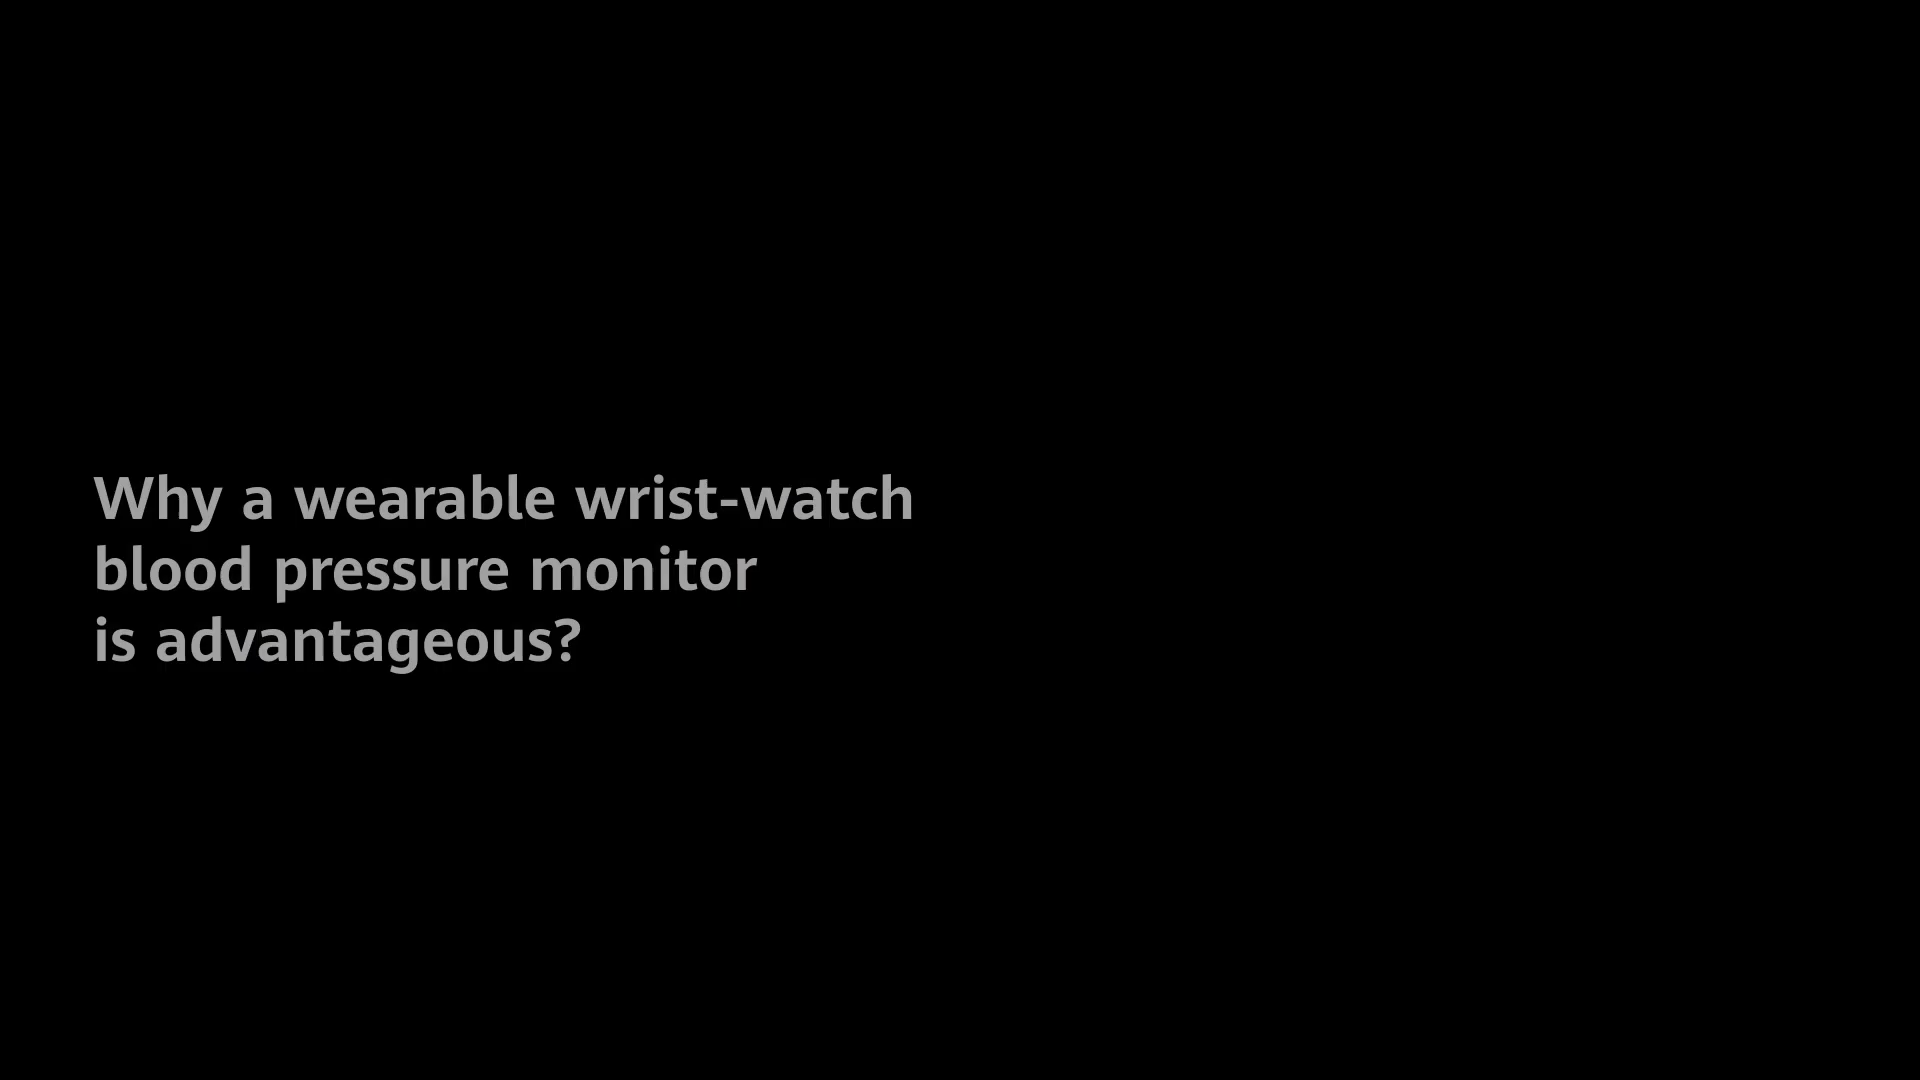 Why a wearable wrist-watch
blood pressure monitor
is advantageous?